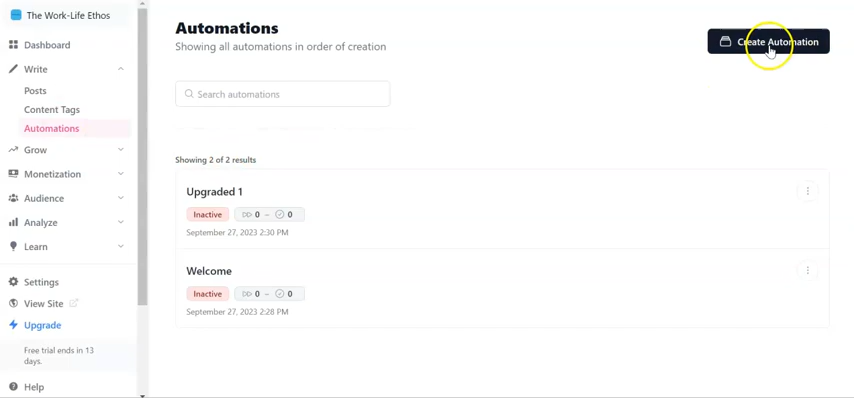 The Work-Life Ethos
Dashboard
Write
Posts
Content Tags
Automations
Grow
Monetization
Audience
Analyze
Learn
Settings
View Site
Upgrade
Free trial ends in 13
days.
Help
Automations
Showing all automations in order of creation
Create Automation
Search automations
Showing 2 of 2 results
Upgraded 1
Inactive 0 - 0
September 27, 2023 2:30 PM
Welcome
Inactive 0 - 0
September 27, 2023 2:28 PM